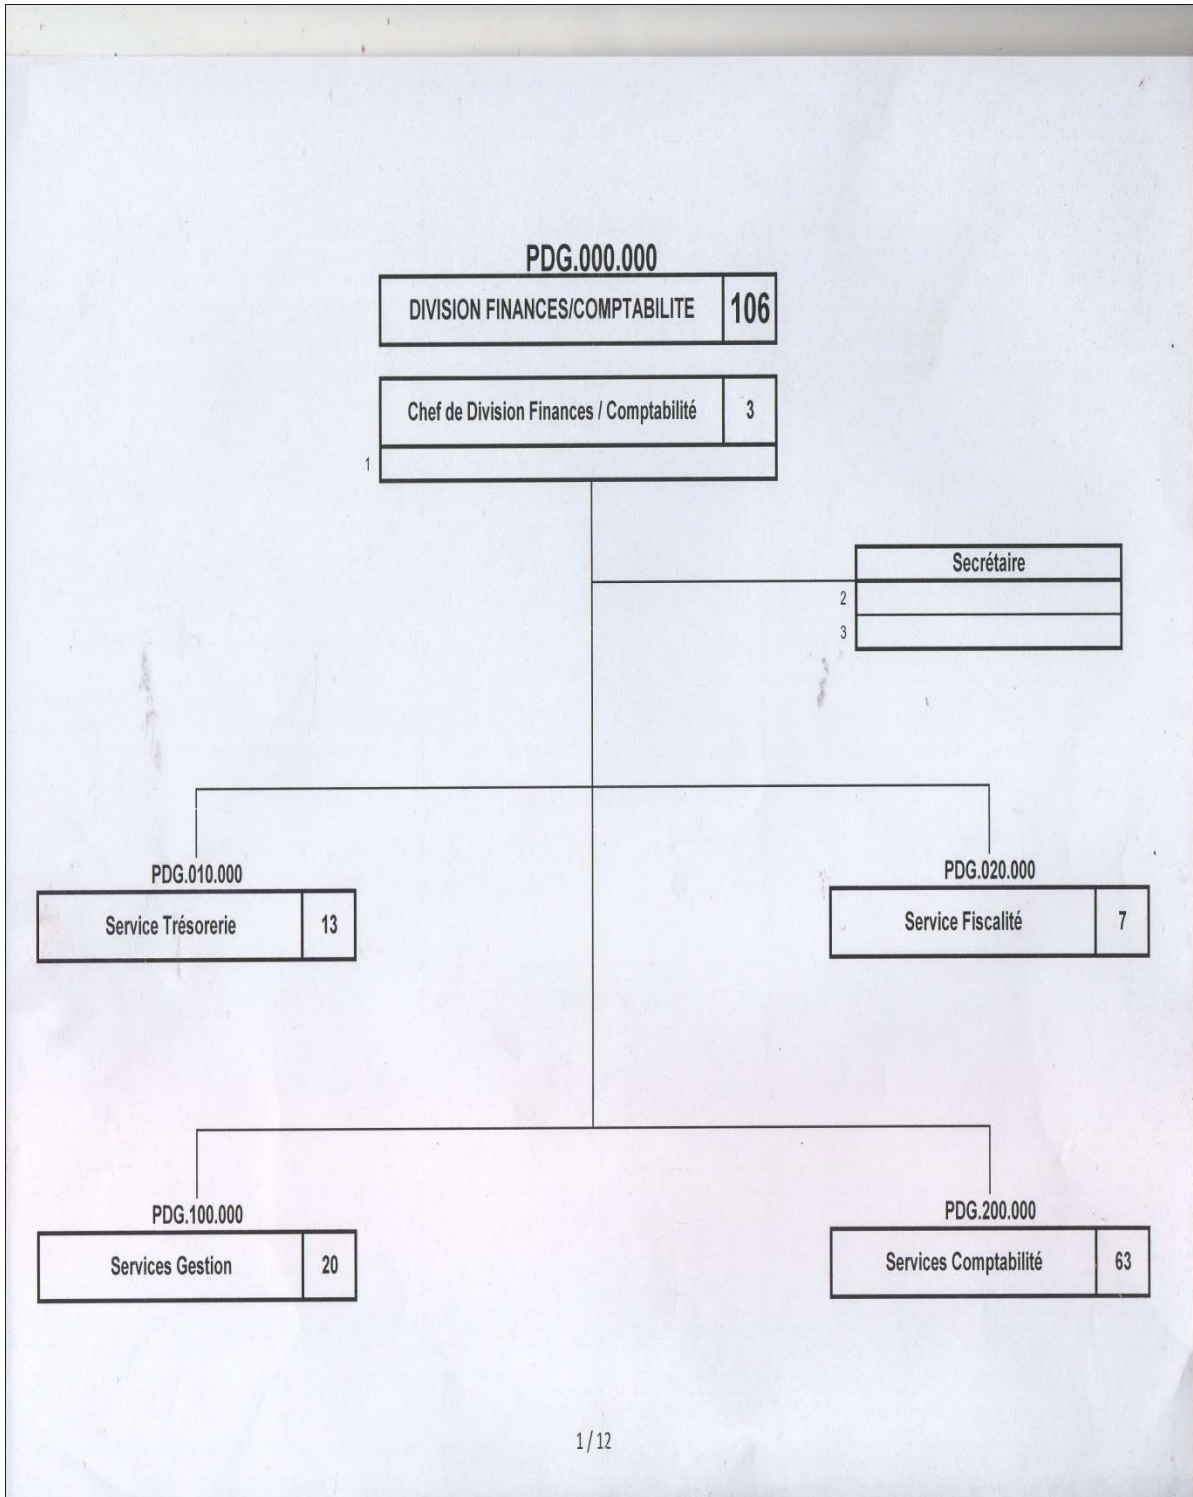 PDG.000.000
DIVISION FINANCES/COMPTABILITE 106
Chef de Division Finances / Comptabilité 3
1
Secrétaire
2
3
PDG.010.000
Service Trésorerie 13
PDG.020.000
Service Fiscalité 7
PDG.100.000
Services Gestion 20
PDG.200.000
Services Comptabilité 63
1 / 12